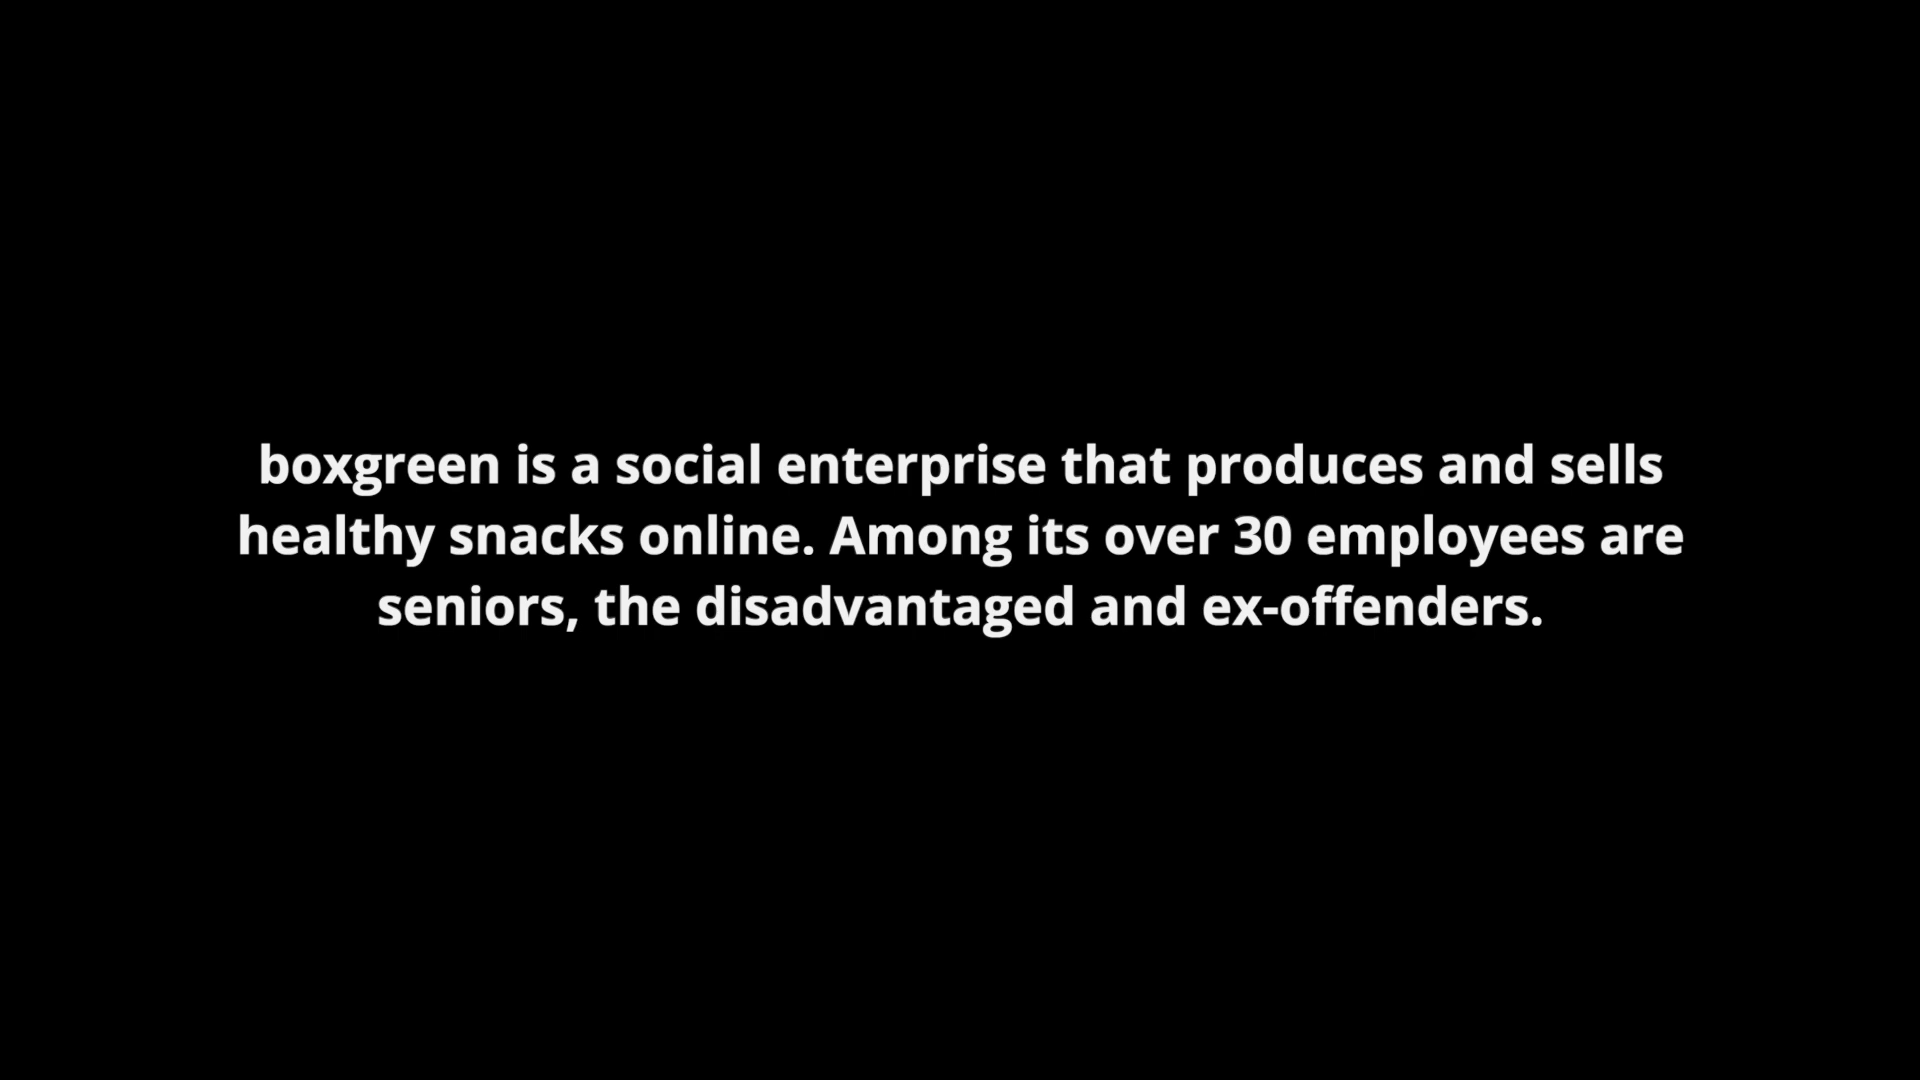 boxgreen is a social enterprise that produces and sells
healthy snacks online. Among its over 30 employees are
seniors, the disadvantaged and ex-offenders.